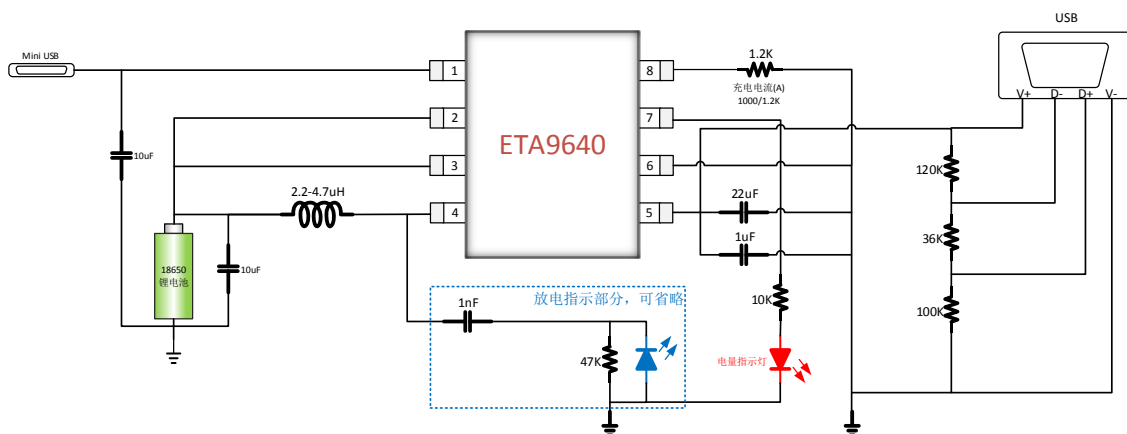 USB
Mini USB
1.2K
1
8
充电电流(A)
1000/1.2K
V+
D-
D+
V-
2
7
ETA9640
10uF
3
6
120K
2.2-4.7uH
22uF
4
5
1uF
36K
18650
锂电池
10uF
放电指示部分，可省略
1nF
10K
100K
47K
电量指示灯